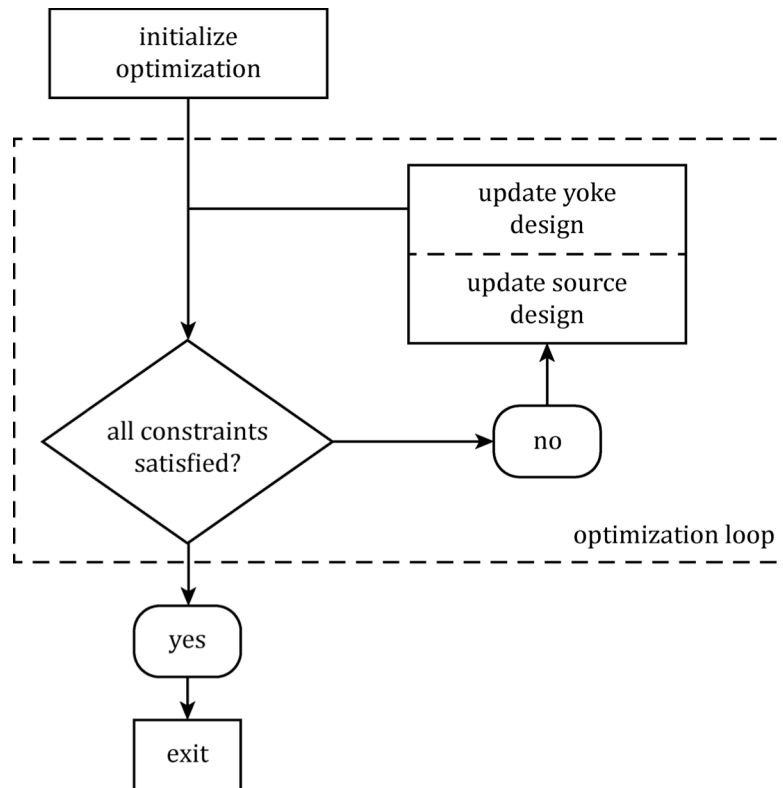 initialize
optimization
update yoke
design
update source
design
all constraints
satisfied?
no
optimization loop
yes
exit